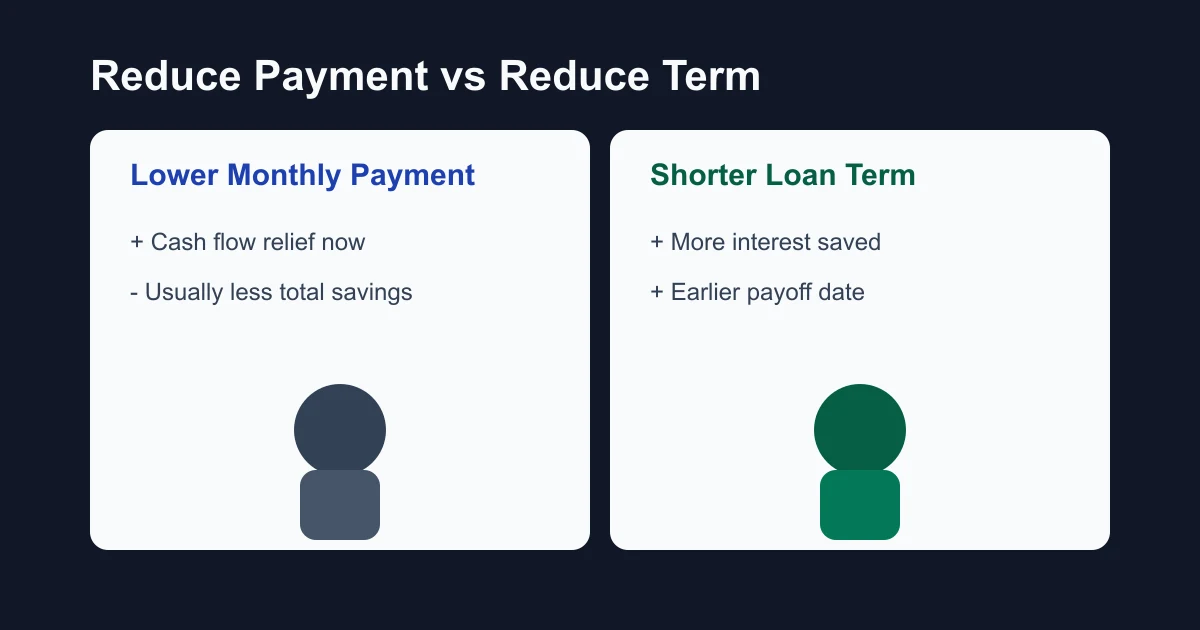 Reduce Payment vs Reduce Term
Lower Monthly Payment
+ Cash flow relief now
- Usually less total savings
Shorter Loan Term
+ More interest saved
+ Earlier payoff date